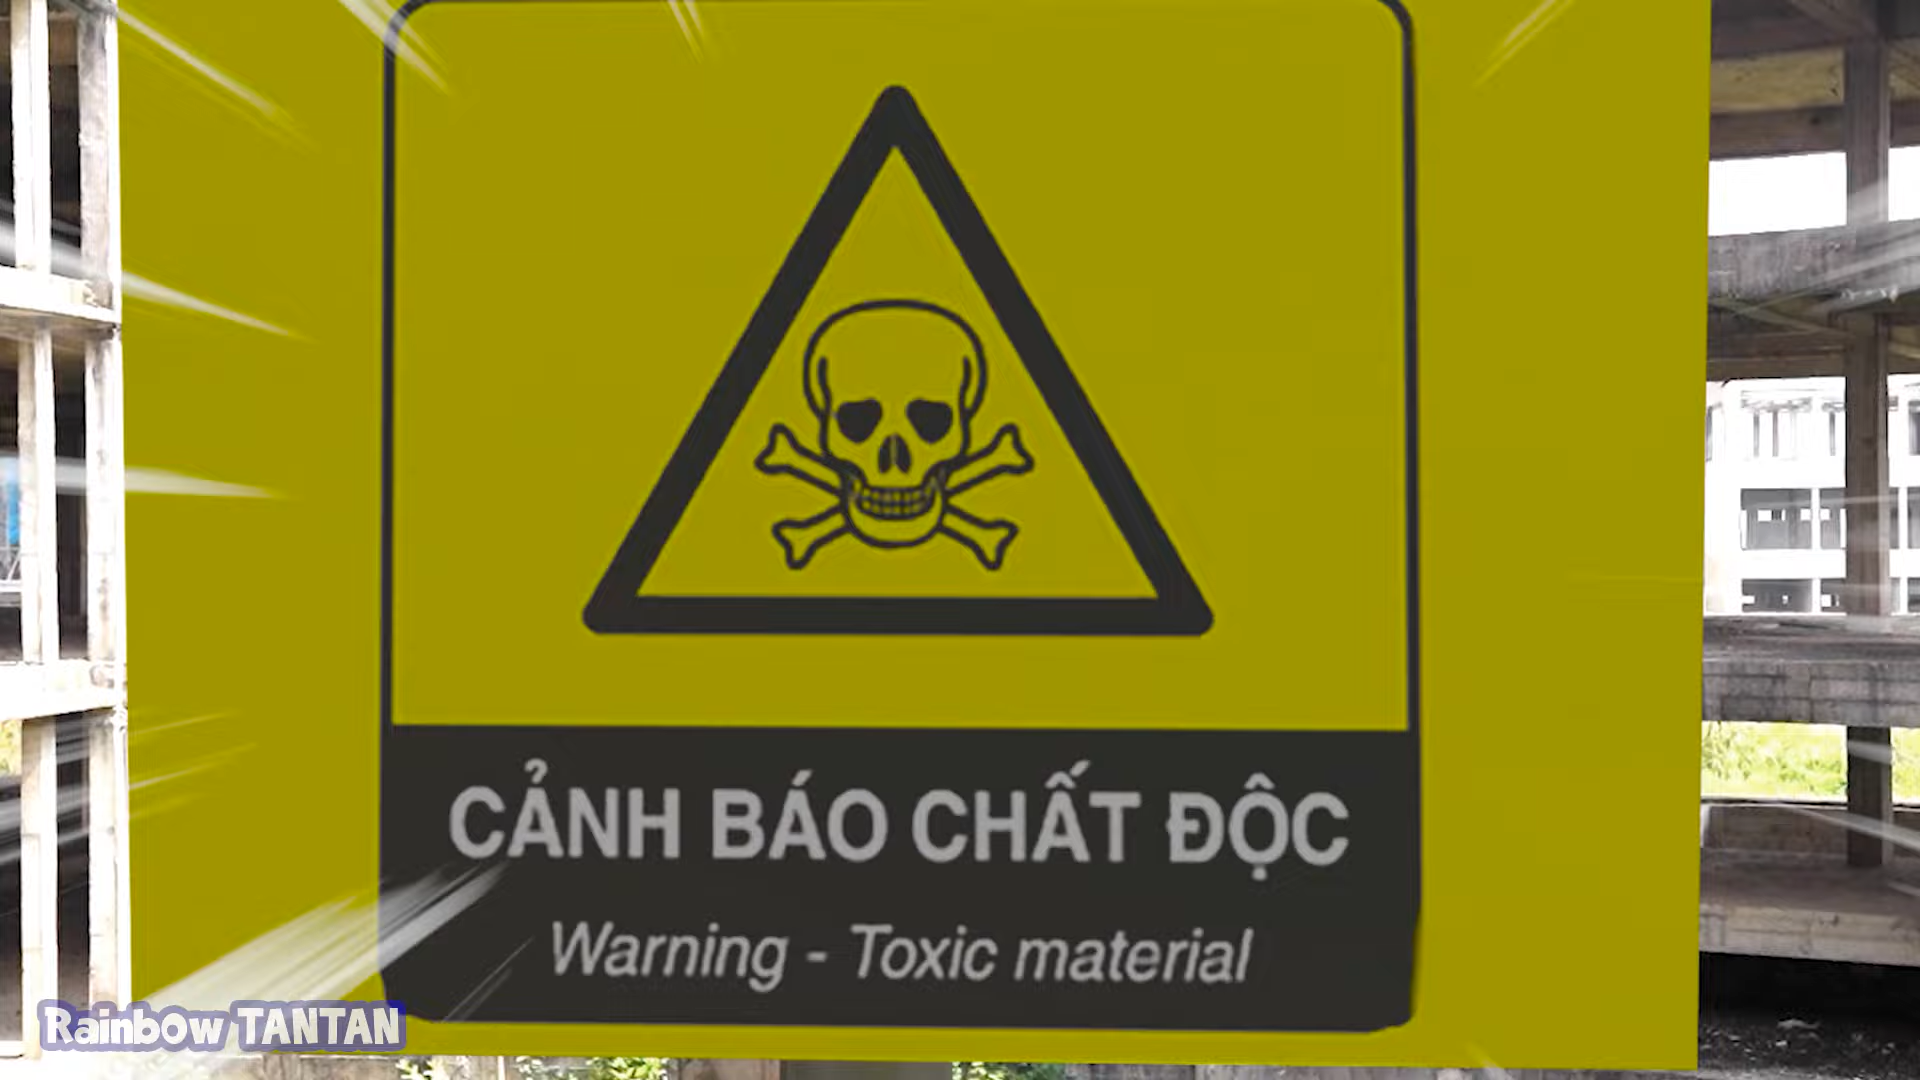 CẢNH BÁO CHẤT ĐỘC
Warning - Toxic material
Rainbow TANTAN